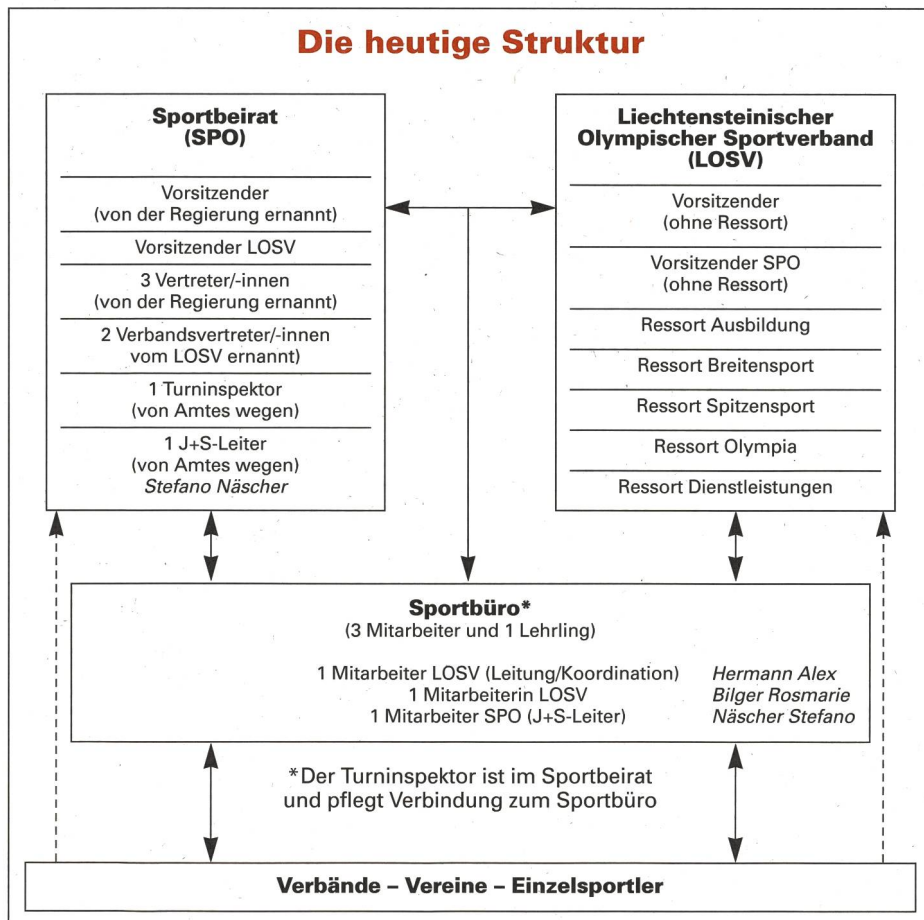 Die heutige Struktur
Sportbeirat
(SPO)
Vorsitzender
(von der Regierung ernannt)
Vorsitzender LOSV
3 Vertreter/-innen
(von der Regierung ernannt)
2 Verbandsvertreter/-innen
vom LOSV ernannt)
1 Turninspektor
(von Amtes wegen)
1 J+S-Leiter
(von Amtes wegen)
Stefano Näscher
Liechtensteinischer
Olympischer Sportverband
(LOSV)
Vorsitzender
(ohne Ressort)
Vorsitzender SPO
(ohne Ressort)
Ressort Ausbildung
Ressort Breitensport
Ressort Spitzensport
Ressort Olympia
Ressort Dienstleistungen
Sportbüro*
(3 Mitarbeiter und 1 Lehrling)
1 Mitarbeiter LOSV (Leitung/Koordination) Hermann Alex
1 Mitarbeiterin LOSV Bilger Rosmarie
1 Mitarbeiter SPO (J+S-Leiter) Näscher Stefano
*Der Turninspektor ist im Sportbeirat
und pflegt Verbindung zum Sportbüro
Verbände – Vereine – Einzelsportler